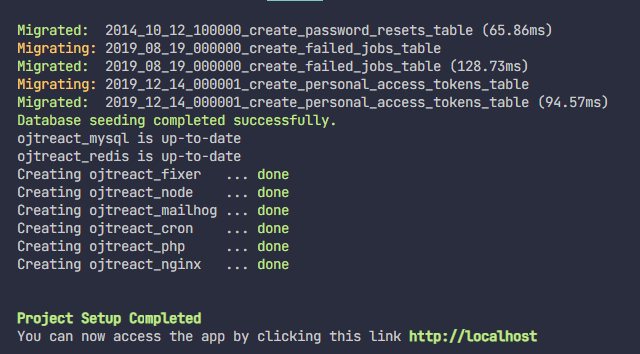 Migrated:  2014_10_12_100000_create_password_resets_table (65.86ms)
Migrating: 2019_08_19_000000_create_failed_jobs_table
Migrated:  2019_08_19_000000_create_failed_jobs_table (128.73ms)
Migrating: 2019_12_14_000001_create_personal_access_tokens_table
Migrated:  2019_12_14_000001_create_personal_access_tokens_table (94.57ms)
Database seeding completed successfully.
ojtreact_mysql is up-to-date
ojtreact_redis is up-to-date
Creating ojtreact_fixer   ... done
Creating ojtreact_node    ... done
Creating ojtreact_mailhog ... done
Creating ojtreact_cron    ... done
Creating ojtreact_php     ... done
Creating ojtreact_nginx   ... done
Project Setup Completed
You can now access the app by clicking this link http://localhost